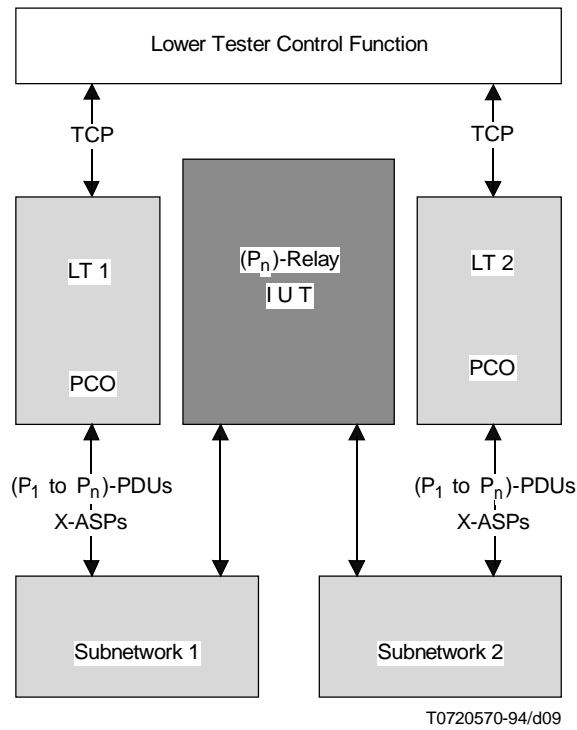 Lower Tester Control Function
TCP
TCP
LT 1
(Pn)-Relay
I U T
LT 2
PCO
PCO
(P1 to Pn)-PDUs
X-ASPs
(P1 to Pn)-PDUs
X-ASPs
Subnetwork 1
Subnetwork 2
T0720570-94/d09